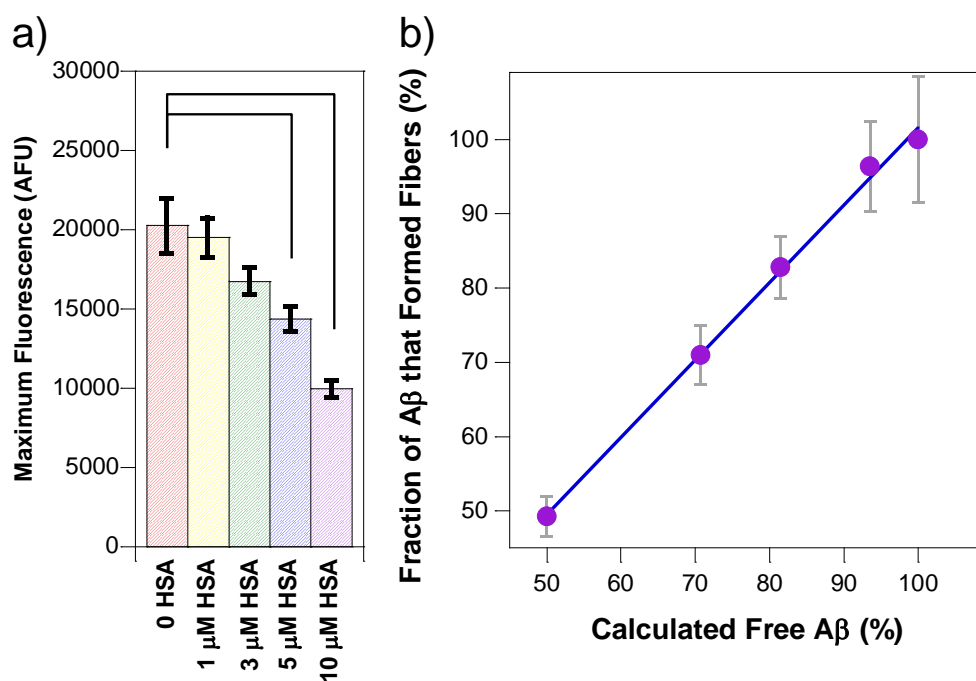 a)
Maximum Fluorescence (AFU)
30000
25000
20000
15000
10000
5000
0
0 HSA
1 μM HSA
3 μM HSA
5 μM HSA
10 μM HSA
b)
Fraction of Aβ that Formed Fibers (%)
100
90
80
70
60
50
50
60
70
80
90
100
Calculated Free Aβ (%)